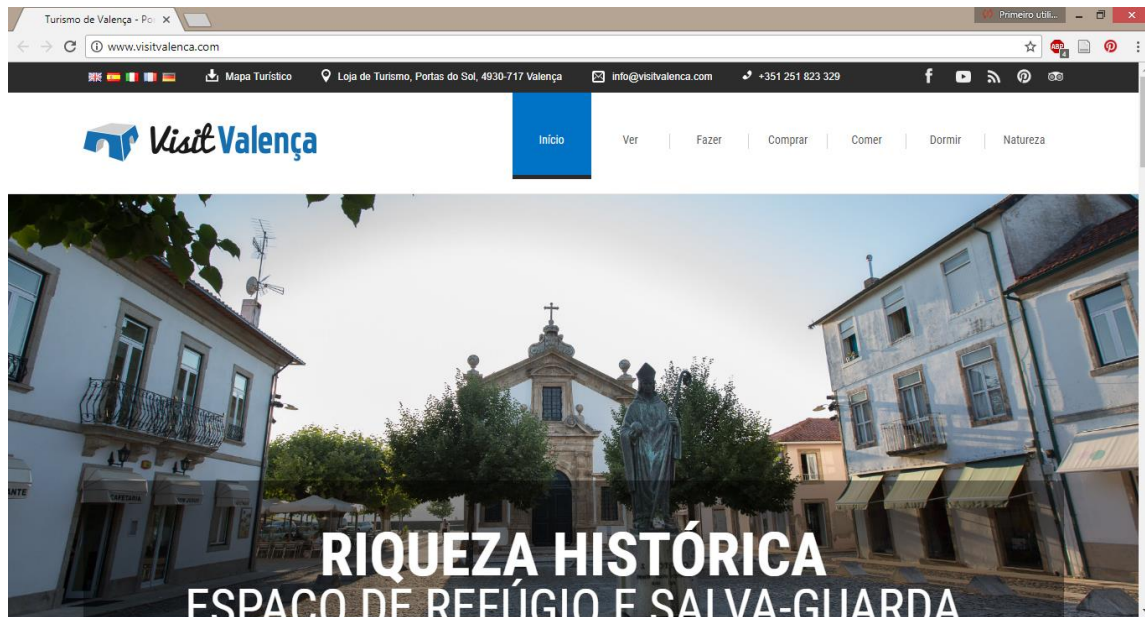 Turismo de Valença - Po
Primeiro utili...
www.visitvalenca.com
ABP
4
Mapa Turístico
Loja de Turismo, Portas do Sol, 4930-717 Valença
info@visitvalenca.com
+351 251 823 329
Visit Valença
Início
Ver
Fazer
Comprar
Comer
Dormir
Natureza
CAFETARIA
RIQUEZA HISTÓRICA
ESPAÇO DE REFÚGIO E SALVA-GUARDA